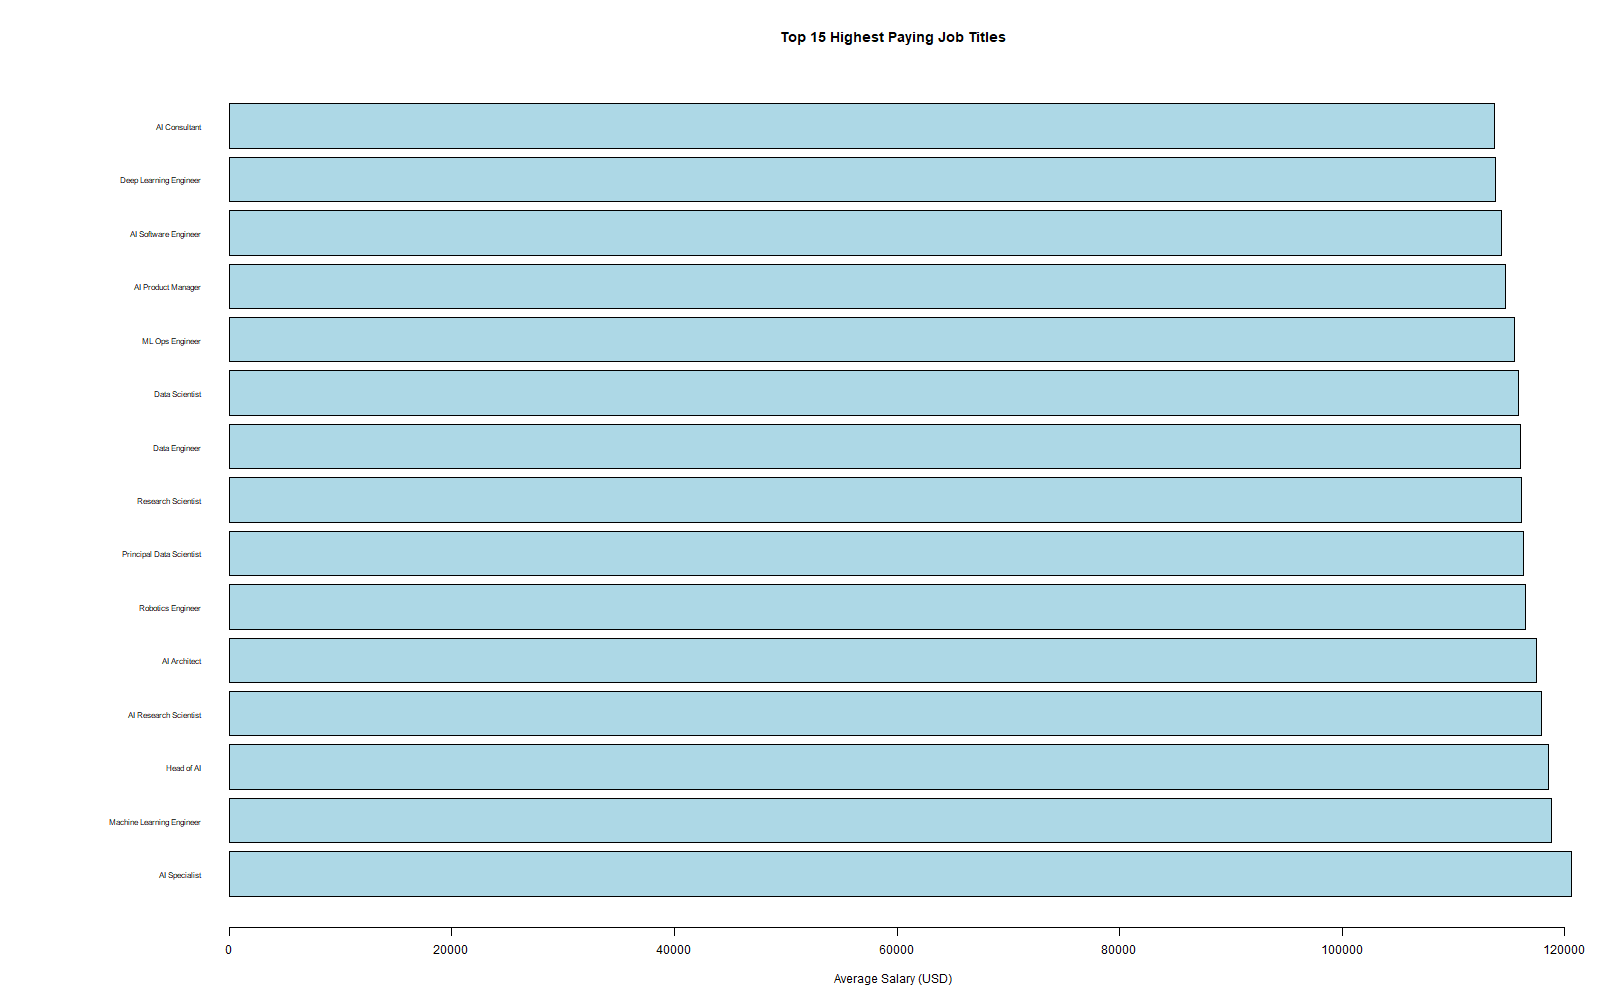 Top 15 Highest Paying Job Titles
AI Consultant
Deep Learning Engineer
AI Software Engineer
AI Product Manager
ML Ops Engineer
Data Scientist
Data Engineer
Research Scientist
Principal Data Scientist
Robotics Engineer
AI Architect
AI Research Scientist
Head of AI
Machine Learning Engineer
AI Specialist
0 20000 40000 60000 80000 100000 120000
Average Salary (USD)